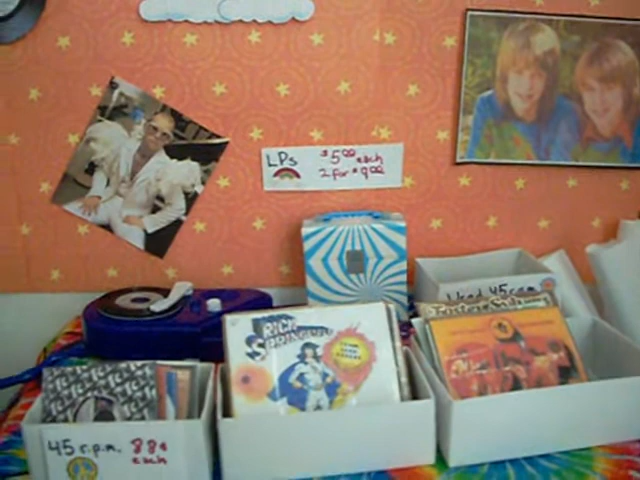 LPs $5.00 each
2 for $9.00
Used 45 r.p.m.
RICK
SPRINGFIELD
45 r.p.m. 88¢
each